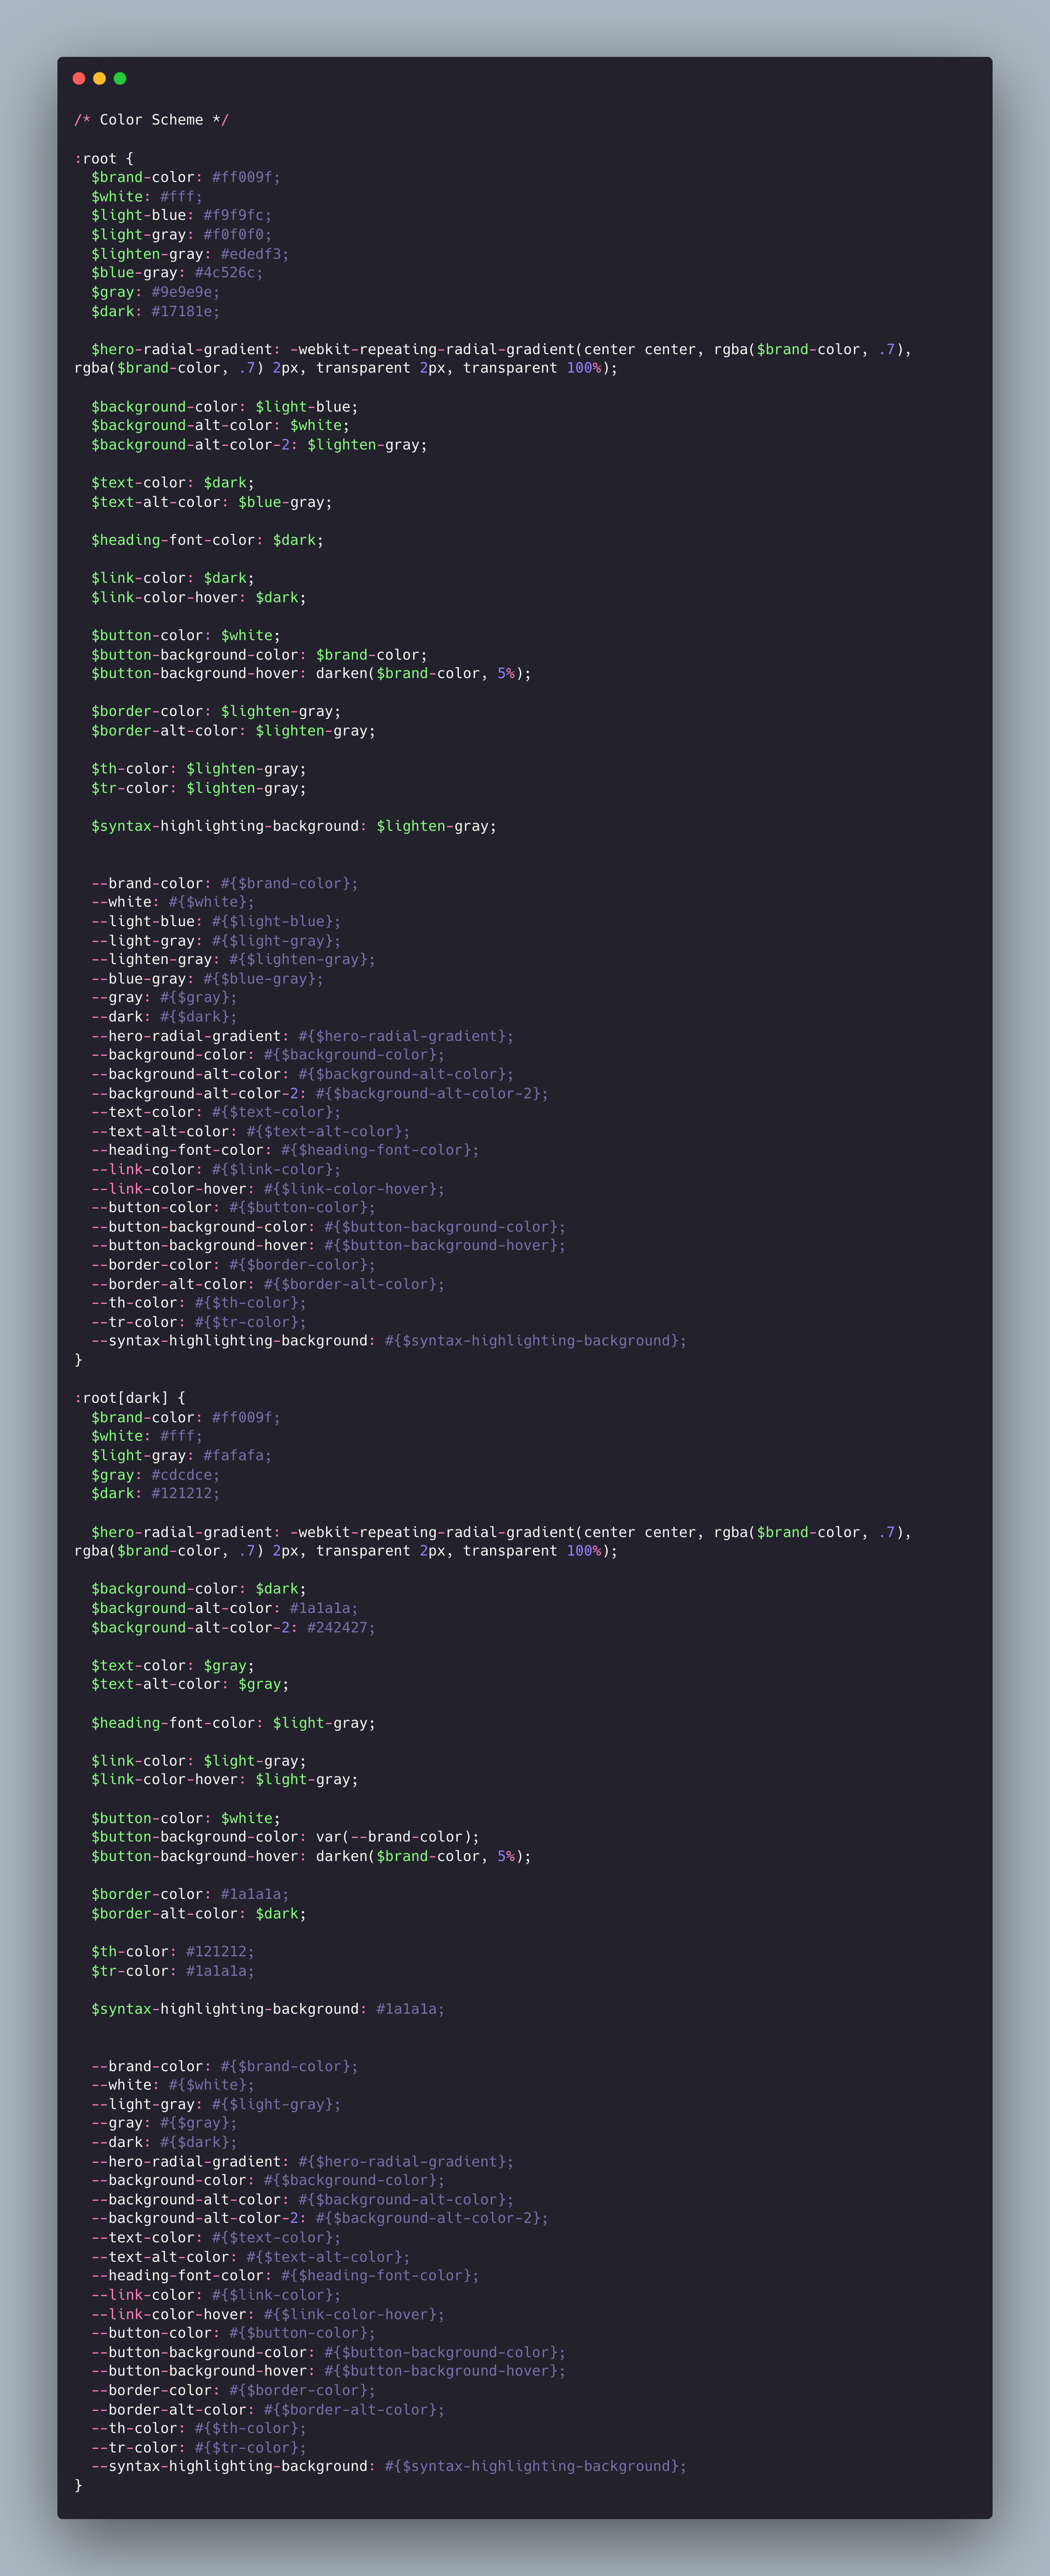 /* Color Scheme */
:root {
  $brand-color: #ff009f;
  $white: #fff;
  $light-blue: #f9f9fc;
  $light-gray: #f0f0f0;
  $lighten-gray: #ededf3;
  $blue-gray: #4c526c;
  $gray: #9e9e9e;
  $dark: #17181e;
  $hero-radial-gradient: -webkit-repeating-radial-gradient(center center, rgba($brand-color, .7),
rgba($brand-color, .7) 2px, transparent 2px, transparent 100%);
  $background-color: $light-blue;
  $background-alt-color: $white;
  $background-alt-color-2: $lighten-gray;
  $text-color: $dark;
  $text-alt-color: $blue-gray;
  $heading-font-color: $dark;
  $link-color: $dark;
  $link-color-hover: $dark;
  $button-color: $white;
  $button-background-color: $brand-color;
  $button-background-hover: darken($brand-color, 5%);
  $border-color: $lighten-gray;
  $border-alt-color: $lighten-gray;
  $th-color: $lighten-gray;
  $tr-color: $lighten-gray;
  $syntax-highlighting-background: $lighten-gray;
  --brand-color: #{$brand-color};
  --white: #{$white};
  --light-blue: #{$light-blue};
  --light-gray: #{$light-gray};
  --lighten-gray: #{$lighten-gray};
  --blue-gray: #{$blue-gray};
  --gray: #{$gray};
  --dark: #{$dark};
  --hero-radial-gradient: #{$hero-radial-gradient};
  --background-color: #{$background-color};
  --background-alt-color: #{$background-alt-color};
  --background-alt-color-2: #{$background-alt-color-2};
  --text-color: #{$text-color};
  --text-alt-color: #{$text-alt-color};
  --heading-font-color: #{$heading-font-color};
  --link-color: #{$link-color};
  --link-color-hover: #{$link-color-hover};
  --button-color: #{$button-color};
  --button-background-color: #{$button-background-color};
  --button-background-hover: #{$button-background-hover};
  --border-color: #{$border-color};
  --border-alt-color: #{$border-alt-color};
  --th-color: #{$th-color};
  --tr-color: #{$tr-color};
  --syntax-highlighting-background: #{$syntax-highlighting-background};
}
:root[dark] {
  $brand-color: #ff009f;
  $white: #fff;
  $light-gray: #fafafa;
  $gray: #cdcdce;
  $dark: #121212;
  $hero-radial-gradient: -webkit-repeating-radial-gradient(center center, rgba($brand-color, .7),
rgba($brand-color, .7) 2px, transparent 2px, transparent 100%);
  $background-color: $dark;
  $background-alt-color: #1a1a1a;
  $background-alt-color-2: #242427;
  $text-color: $gray;
  $text-alt-color: $gray;
  $heading-font-color: $light-gray;
  $link-color: $light-gray;
  $link-color-hover: $light-gray;
  $button-color: $white;
  $button-background-color: var(--brand-color);
  $button-background-hover: darken($brand-color, 5%);
  $border-color: #1a1a1a;
  $border-alt-color: $dark;
  $th-color: #121212;
  $tr-color: #1a1a1a;
  $syntax-highlighting-background: #1a1a1a;
  --brand-color: #{$brand-color};
  --white: #{$white};
  --light-gray: #{$light-gray};
  --gray: #{$gray};
  --dark: #{$dark};
  --hero-radial-gradient: #{$hero-radial-gradient};
  --background-color: #{$background-color};
  --background-alt-color: #{$background-alt-color};
  --background-alt-color-2: #{$background-alt-color-2};
  --text-color: #{$text-color};
  --text-alt-color: #{$text-alt-color};
  --heading-font-color: #{$heading-font-color};
  --link-color: #{$link-color};
  --link-color-hover: #{$link-color-hover};
  --button-color: #{$button-color};
  --button-background-color: #{$button-background-color};
  --button-background-hover: #{$button-background-hover};
  --border-color: #{$border-color};
  --border-alt-color: #{$border-alt-color};
  --th-color: #{$th-color};
  --tr-color: #{$tr-color};
  --syntax-highlighting-background: #{$syntax-highlighting-background};
}